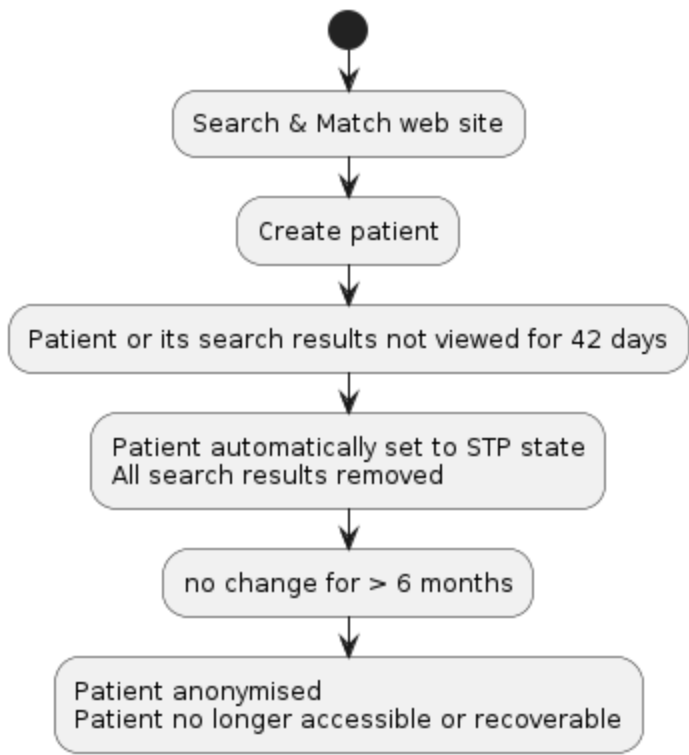 Search & Match web site
Create patient
Patient or its search results not viewed for 42 days
Patient automatically set to STP state
All search results removed
no change for > 6 months
Patient anonymised
Patient no longer accessible or recoverable